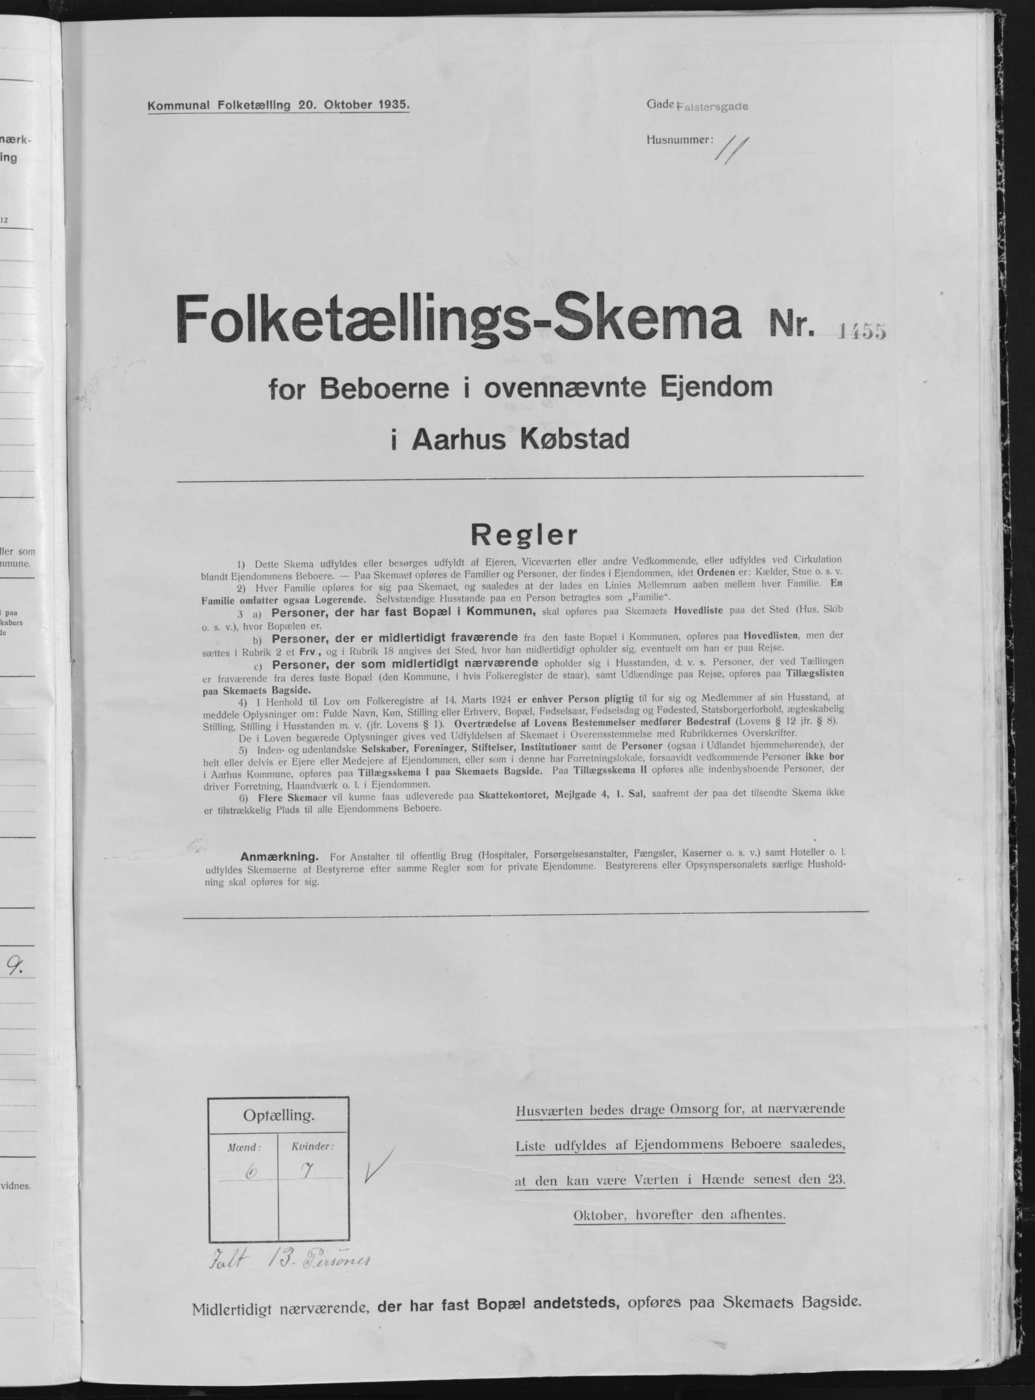 Kommunal Folketælling 20. Oktober 1935.
Gade: Falstersgade
Husnummer: 11
Folketællings-Skema Nr. 1455
for Beboerne i ovennævnte Ejendom
i Aarhus Købstad
Regler
1) Dette Skema udfyldes eller besørges udfyldt af Ejeren, Viceværten eller andre Vedkommende, eller udfyldes ved Cirkulation
blandt Ejendommens Beboere. — Paa Skemaet opføres de Familier og Personer, der findes i Ejendommen, idet Ordenen er: Kælder, Stue o. s. v.
2) Hver Familie opføres for sig paa Skemaet, og saaledes at der lades en Linies Mellemrum aaben mellem hver Familie. En
Familie omfatter ogsaa Logerende. Selvstændige Husstande paa en Person betragtes som „Familie".
3 a) Personer, der har fast Bopæl i Kommunen, skal opføres paa Skemaets Hovedliste paa det Sted (Hus, Skib
o. s. v.), hvor Bopælen er.
b) Personer, der er midlertidigt fraværende fra den faste Bopæl i Kommunen, opføres paa Hovedlisten, men der
sættes i Rubrik 2 et Frv., og i Rubrik 18 angives det Sted, hvor han midlertidigt opholder sig, eventuelt om han er paa Rejse.
c) Personer, der som midlertidigt nærværende opholder sig i Husstanden, d. v. s. Personer, der ved Tællingen
er fraværende fra deres faste Bopæl (den Kommune, i hvis Folkeregister de staar), samt Udlændinge paa Rejse, opføres paa Tillægslisten
paa Skemaets Bagside.
4) I Henhold til Lov om Folkeregistre af 14. Marts 1924 er enhver Person pligtig til for sig og Medlemmer af sin Husstand, at
meddele Oplysninger om: Fulde Navn, Køn, Stilling eller Erhverv, Bopæl, Fødselsaar, Fødselsdag og Fødested, Statsborgerforhold, ægteskabelig
Stilling, Stilling i Husstanden m. v. (jfr. Lovens § 1). Overtrædelse af Lovens Bestemmelser medfører Bødestraf (Lovens § 12 jfr. § 8).
De i Loven begærede Oplysninger gives ved Udfyldelsen af Skemaet i Overensstemmelse med Rubrikkernes Overskrifter.
5) Inden- og udenlandske Selskaber, Foreninger, Stiftelser, Institutioner samt de Personer (ogsaa i Udlandet hjemmehørende), der
helt eller delvis er Ejere eller Medejere af Ejendommen, eller som i denne har Forretningslokale, forsaavidt vedkommende Personer ikke bor
i Aarhus Kommune, opføres paa Tillægsskema I paa Skemaets Bagside. Paa Tillægsskema II opføres alle indenbysboende Personer, der
driver Forretning, Haandværk o. l. i Ejendommen.
6) Flere Skemaer vil kunne faas udleverede paa Skattekontoret, Mejlgade 4, 1. Sal, saafremt der paa det tilsendte Skema ikke
er tilstrækkelig Plads til alle Ejendommens Beboere.
Anmærkning. For Anstalter til offentlig Brug (Hospitaler, Forsørgelsesanstalter, Fængsler, Kaserner o. s. v.) samt Hoteller o. l.
udfyldes Skemaerne af Bestyrerne efter samme Regler som for private Ejendomme. Bestyrerens eller Opsynspersonalets særlige Hushold-
ning skal opføres for sig.
Optælling.
Mænd: Kvinder:
6 7
Ialt 13. Personer
Husværten bedes drage Omsorg for, at nærværende
Liste udfyldes af Ejendommens Beboere saaledes,
at den kan være Værten i Hænde senest den 23.
Oktober, hvorefter den afhentes.
Midlertidigt nærværende, der har fast Bopæl andetsteds, opføres paa Skemaets Bagside.
nærk-
ing
12
ller som
nmune.
l paa
kabers
de
9.
vidnes.